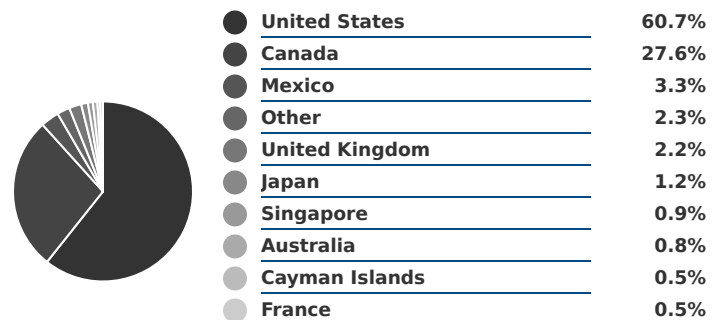 United States 60.7%
Canada 27.6%
Mexico 3.3%
Other 2.3%
United Kingdom 2.2%
Japan 1.2%
Singapore 0.9%
Australia 0.8%
Cayman Islands 0.5%
France 0.5%